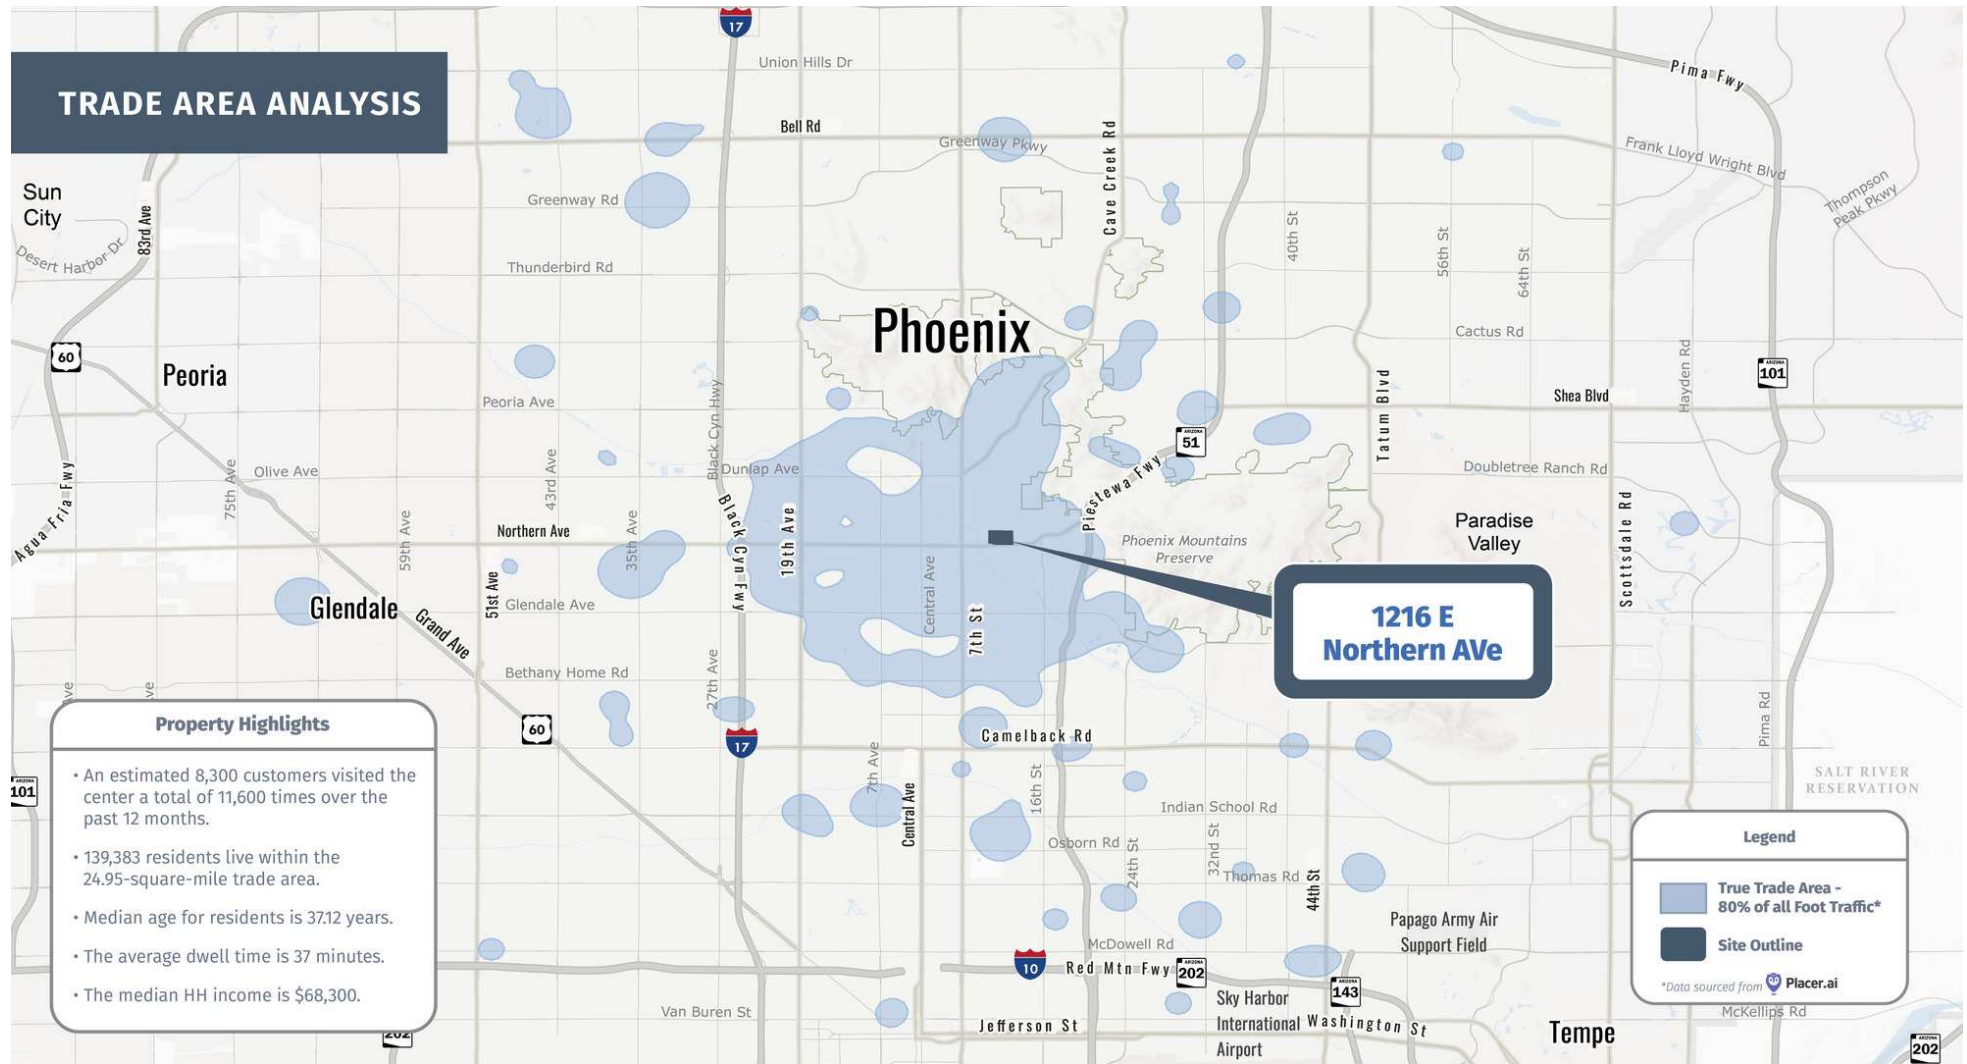 TRADE AREA ANALYSIS
17
Union Hills Dr
Pima Fwy
Bell Rd
Greenway Pkwy
Cave Creek Rd
Frank Lloyd Wright Blvd
Thompson
Peak Pkwy
Sun
City
83rd Ave
Desert Harbor Dr
Greenway Rd
40th St
56th St
64th St
Thunderbird Rd
Phoenix
Cactus Rd
60
Peoria
Hayden Rd
ARIZONA
101
Peoria Ave
Black Cyn Hwy
Tatum Blvd
Shea Blvd
ARIZONA
51
Agua Fria Fwy
75th Ave
Olive Ave
43rd Ave
Dunlap Ave
Doubletree Ranch Rd
Piestewa Fwy
59th Ave
Northern Ave
35th Ave
Black Cyn Fwy
19th Ave
Phoenix Mountains
Preserve
Paradise
Valley
Scottsdale Rd
51st Ave
Glendale Ave
Central Ave
7th St
Glendale
Grand Ave
1216 E
Northern AVe
Bethany Home Rd
27th Ave
ve
ve
Pima Rd
60
17
Camelback Rd
7th Ave
Central Ave
16th St
Indian School Rd
SALT RIVER
RESERVATION
Osborn Rd
24th St
32nd St
Thomas Rd
44th St
Papago Army Air
Support Field
McDowell Rd
10
Red Mtn Fwy
ARIZONA
202
Sky Harbor
International
Airport
ARIZONA
143
Washington St
Van Buren St
Jefferson St
Tempe
McKellips Rd
ARIZONA
202
ARIZONA
101
202
Property Highlights
• An estimated 8,300 customers visited the
center a total of 11,600 times over the
past 12 months.
• 139,383 residents live within the
24.95-square-mile trade area.
• Median age for residents is 37.12 years.
• The average dwell time is 37 minutes.
• The median HH income is $68,300.
Legend
True Trade Area -
80% of all Foot Traffic*
Site Outline
*Data sourced from Placer.ai